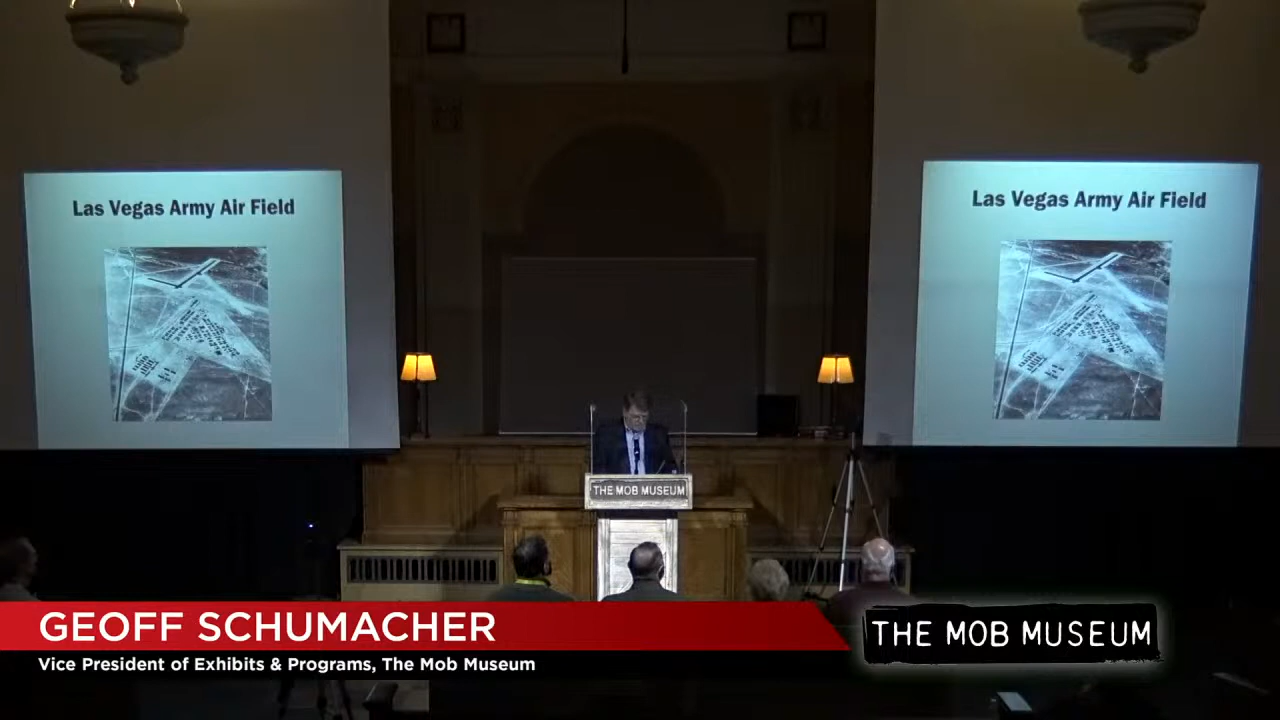 Las Vegas Army Air Field
Las Vegas Army Air Field
THE MOB MUSEUM
GEOFF SCHUMACHER
Vice President of Exhibits & Programs, The Mob Museum
THE MOB MUSEUM